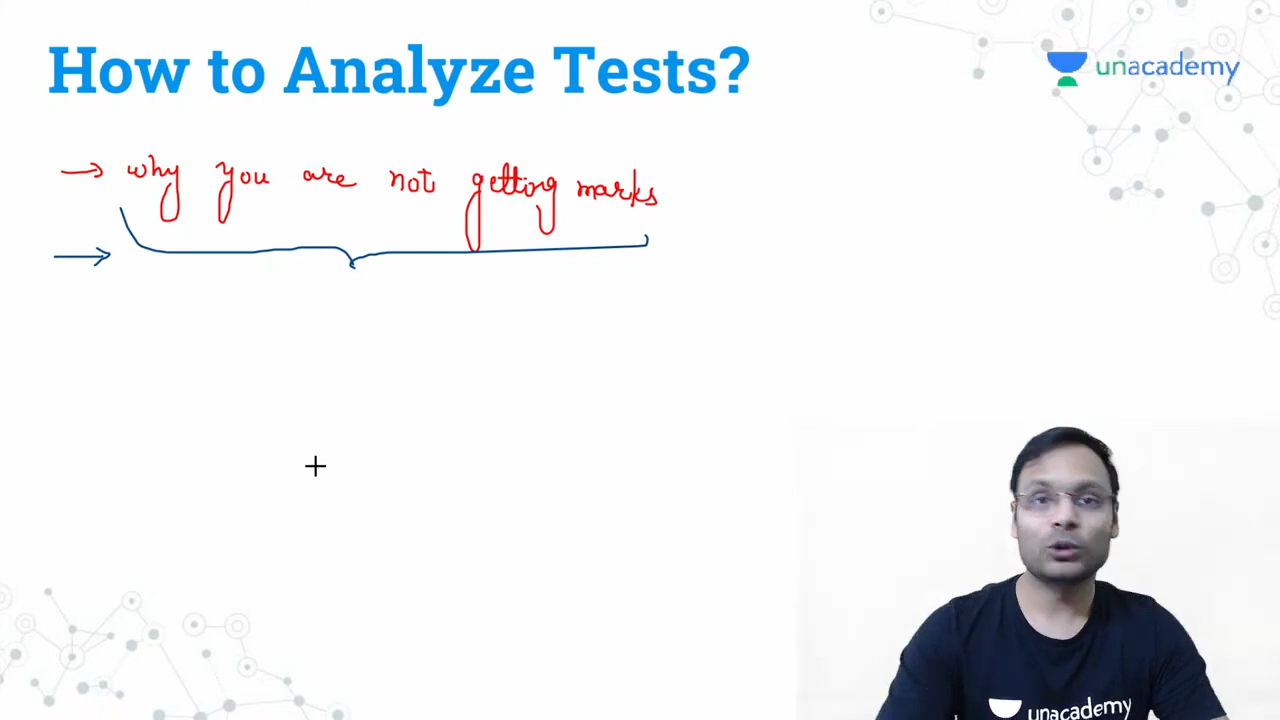 How to Analyze Tests?
unacademy
→ why you are not getting marks
→
unacademy